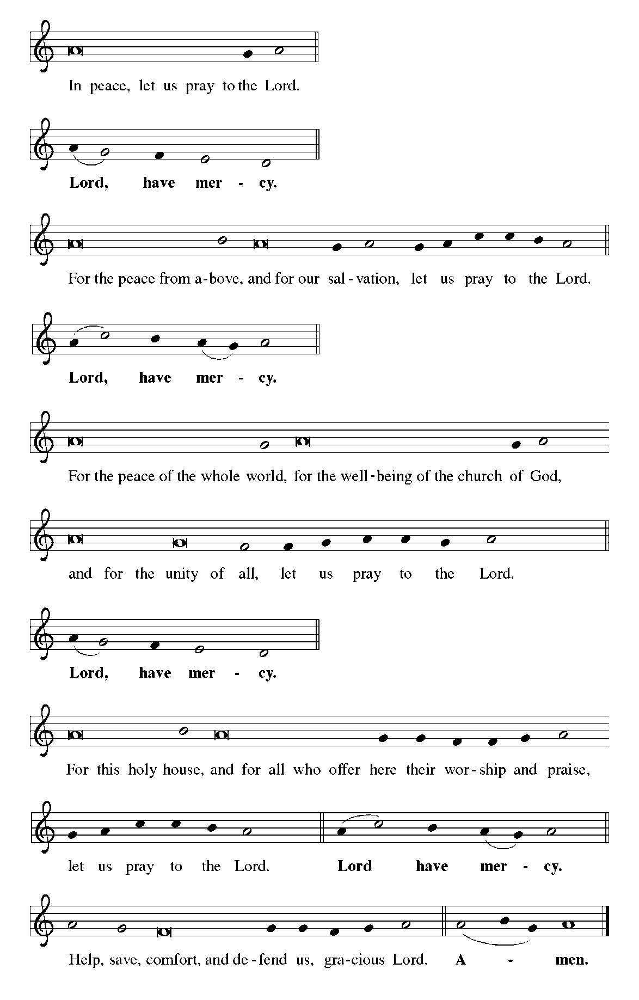 In peace, let us pray to the Lord.
Lord, have mer - cy.
For the peace from a-bove, and for our sal - vation, let us pray to the Lord.
Lord, have mer - cy.
For the peace of the whole world, for the well-being of the church of God,
and for the unity of all, let us pray to the Lord.
Lord, have mer - cy.
For this holy house, and for all who offer here their wor - ship and praise,
let us pray to the Lord. Lord have mer - cy.
Help, save, comfort, and de - fend us, gra - cious Lord. A - men.